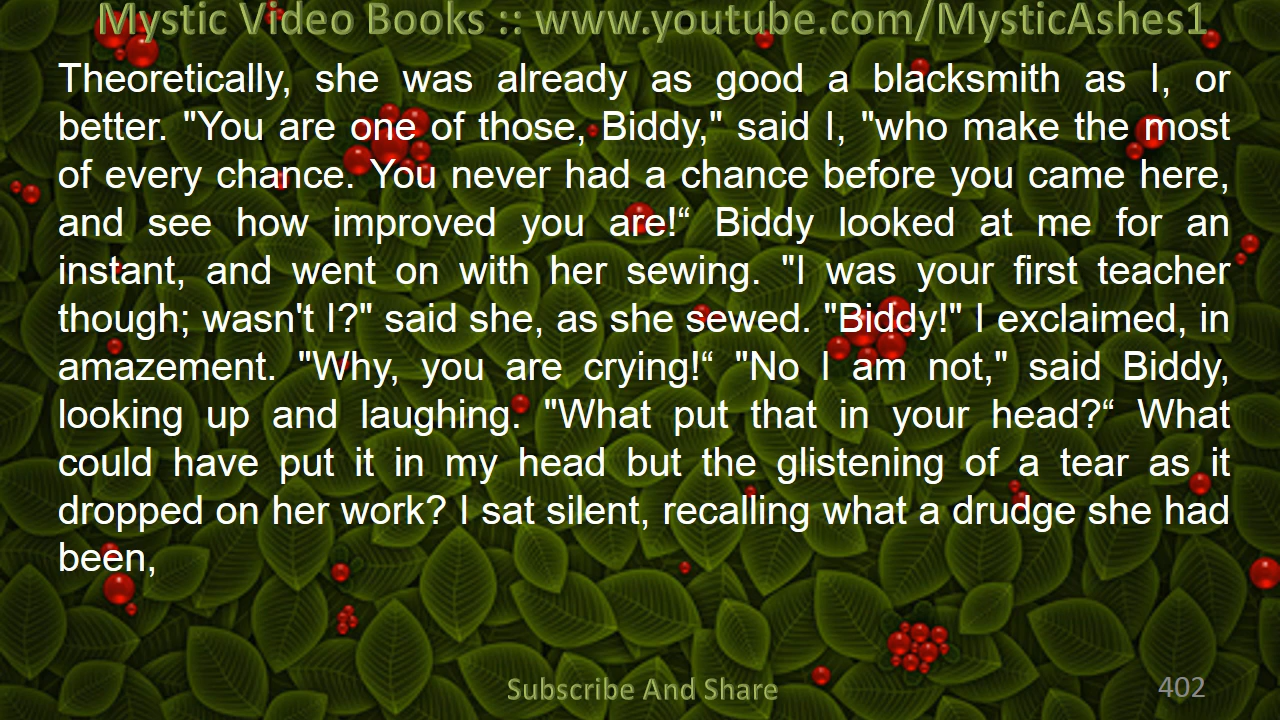 Mystic Video Books :: www.youtube.com/MysticAshes1
Theoretically, she was already as good a blacksmith as I, or
better. "You are one of those, Biddy," said I, "who make the most
of every chance. You never had a chance before you came here,
and see how improved you are!“ Biddy looked at me for an
instant, and went on with her sewing. "I was your first teacher
though; wasn't I?" said she, as she sewed. "Biddy!" I exclaimed, in
amazement. "Why, you are crying!“ "No I am not," said Biddy,
looking up and laughing. "What put that in your head?“ What
could have put it in my head but the glistening of a tear as it
dropped on her work? I sat silent, recalling what a drudge she had
been,
Subscribe And Share
402